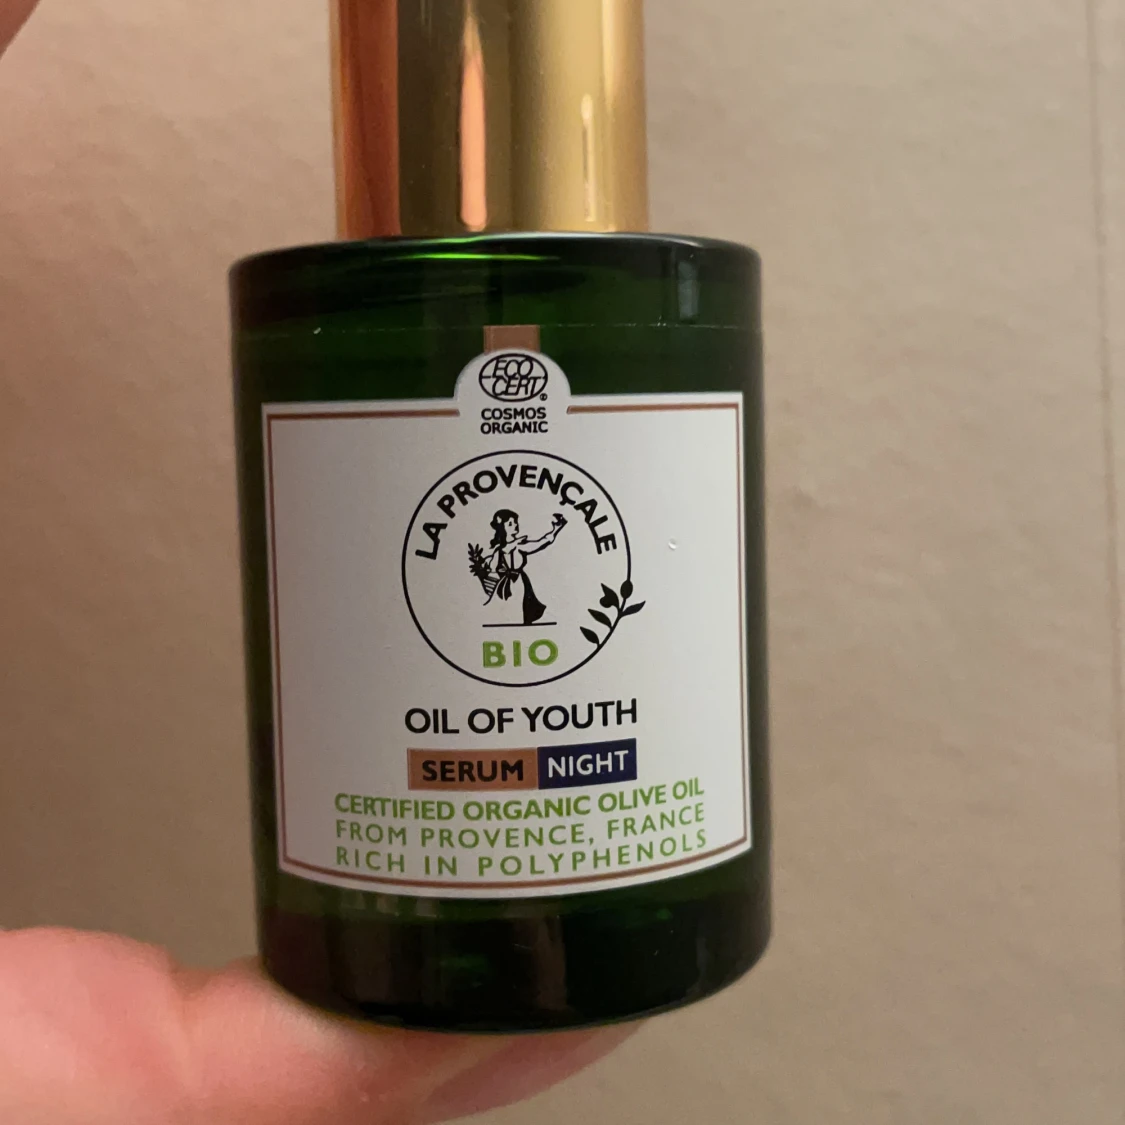 ECO
CERT®
COSMOS
ORGANIC
LA PROVENÇALE
BIO
OIL OF YOUTH
SERUM NIGHT
CERTIFIED ORGANIC OLIVE OIL
FROM PROVENCE, FRANCE
RICH IN POLYPHENOLS